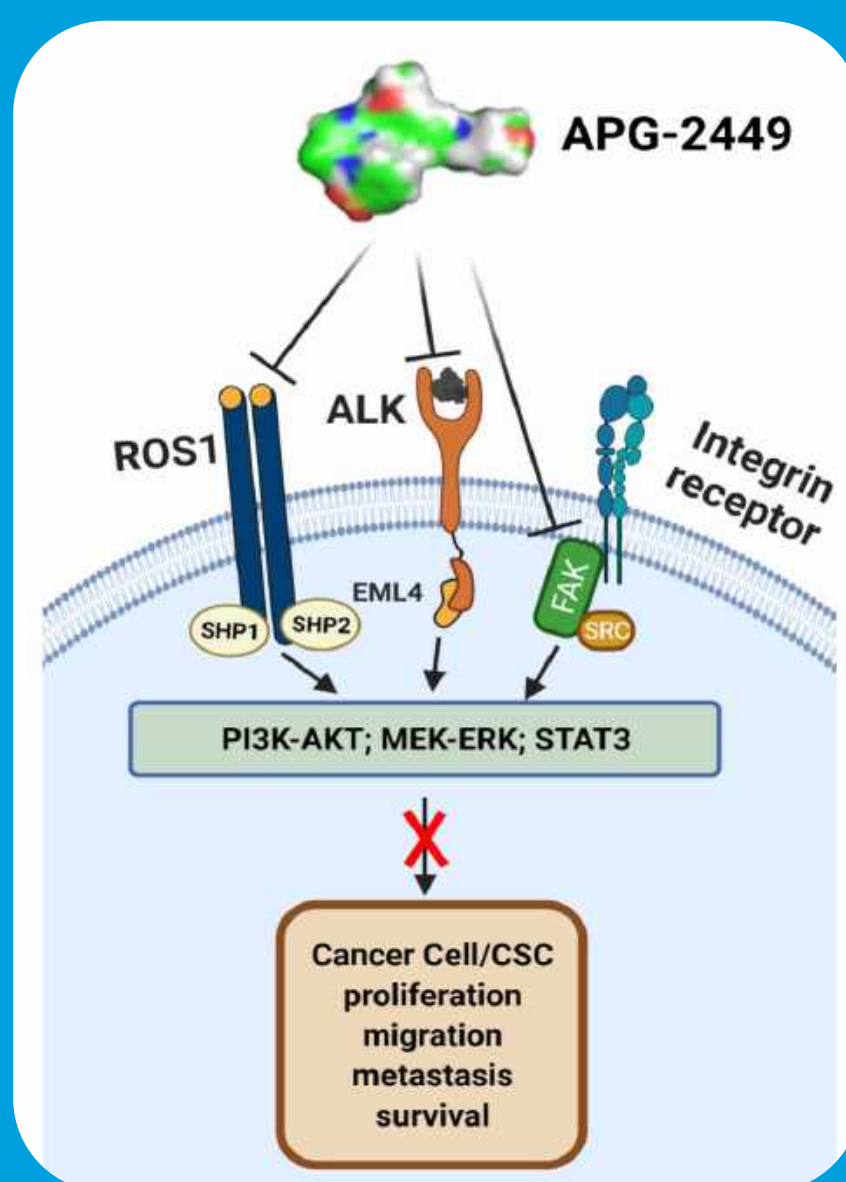 APG-2449
ROS1
ALK
Integrin
receptor
EML4
FAK
SHP1
SHP2
SRC
PI3K-AKT; MEK-ERK; STAT3
Cancer Cell/CSC
proliferation
migration
metastasis
survival